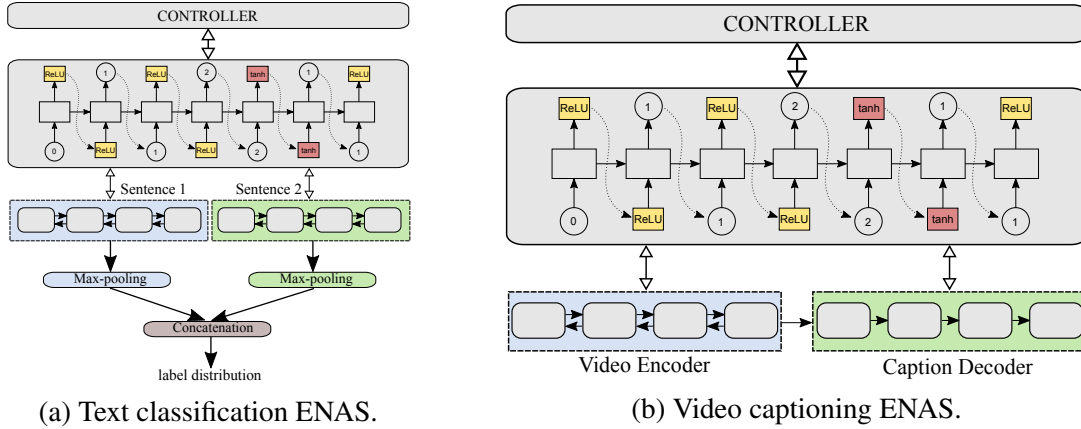 CONTROLLER
ReLU 1 ReLU 2 tanh 1 ReLU
0 ReLU 1 ReLU 2 tanh 1
Sentence 1 Sentence 2
Max-pooling Max-pooling
Concatenation
label distribution
(a) Text classification ENAS.
CONTROLLER
ReLU 1 ReLU 2 tanh 1 ReLU
0 ReLU 1 ReLU 2 tanh 1
Video Encoder Caption Decoder
(b) Video captioning ENAS.